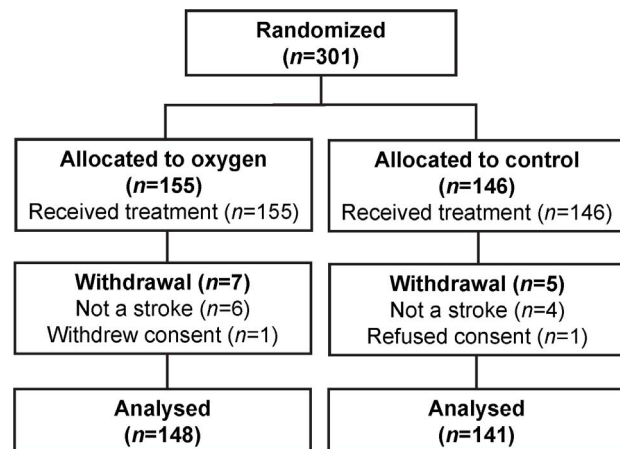 Randomized
(n=301)
Allocated to oxygen
(n=155)
Received treatment (n=155)
Allocated to control
(n=146)
Received treatment (n=146)
Withdrawal (n=7)
Not a stroke (n=6)
Withdrew consent (n=1)
Withdrawal (n=5)
Not a stroke (n=4)
Refused consent (n=1)
Analysed
(n=148)
Analysed
(n=141)